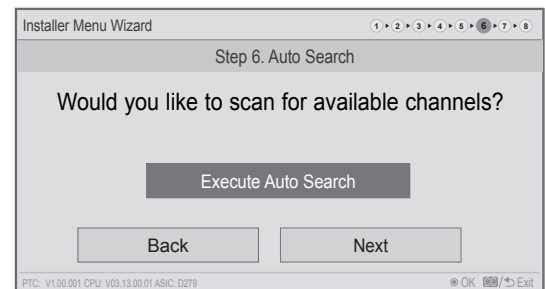 Installer Menu Wizard 1 ▸ 2 ▸ 3 ▸ 4 ▸ 5 ▸ 6 ▸ 7 ▸ 8
Step 6. Auto Search
Would you like to scan for available channels?
Execute Auto Search
Back Next
PTC: V1.00.001 CPU: V03.13.00.01 ASIC: D279 OK CC/ Exit